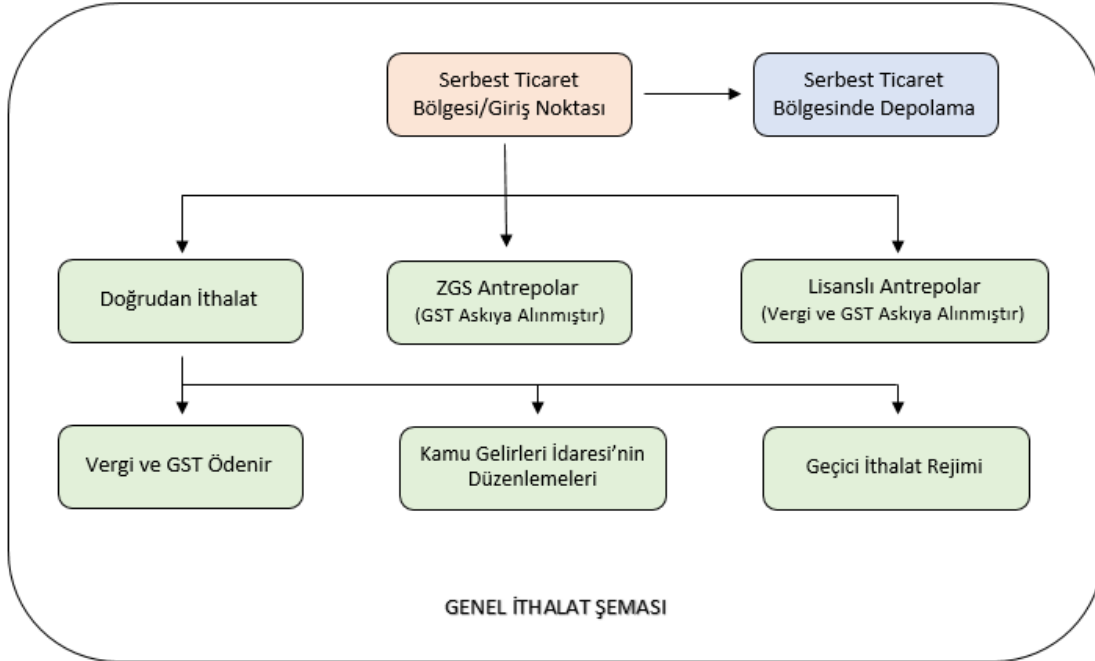 Serbest Ticaret
Bölgesi/Giriş Noktası
Serbest Ticaret
Bölgesinde Depolama
Doğrudan İthalat
ZGS Antrepolar
(GST Askıya Alınmıştır)
Lisanslı Antrepolar
(Vergi ve GST Askıya Alınmıştır)
Vergi ve GST Ödenir
Kamu Gelirleri İdaresi'nin
Düzenlemeleri
Geçici İthalat Rejimi
GENEL İTHALAT ŞEMASI